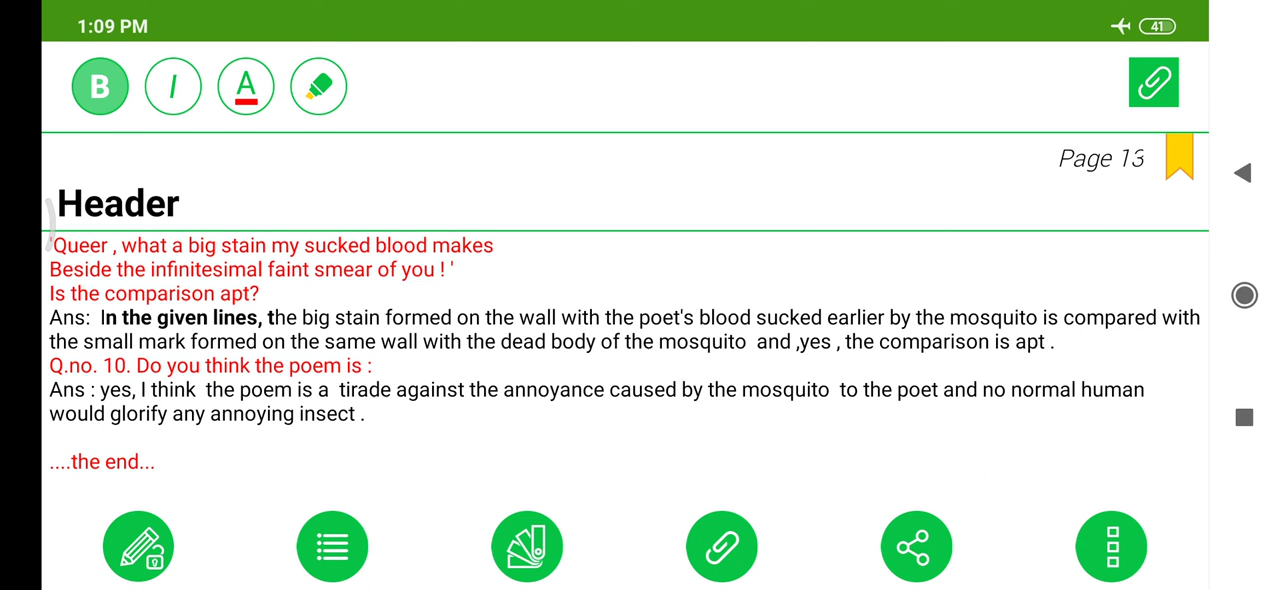 1:09 PM
41
B I A
Page 13
Header
'Queer , what a big stain my sucked blood makes
Beside the infinitesimal faint smear of you ! '
Is the comparison apt?
Ans:  In the given lines, the big stain formed on the wall with the poet's blood sucked earlier by the mosquito is compared with
the small mark formed on the same wall with the dead body of the mosquito  and ,yes , the comparison is apt .
Q.no. 10. Do you think the poem is :
Ans : yes, I think  the poem is a  tirade against the annoyance caused by the mosquito  to the poet and no normal human
would glorify any annoying insect .
....the end...